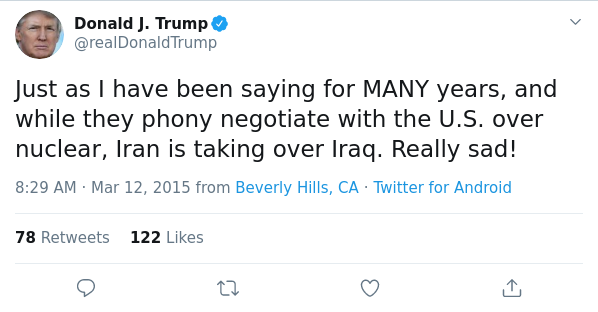 Donald J. Trump
@realDonaldTrump
Just as I have been saying for MANY years, and
while they phony negotiate with the U.S. over
nuclear, Iran is taking over Iraq. Really sad!
8:29 AM · Mar 12, 2015 from Beverly Hills, CA · Twitter for Android
78 Retweets 122 Likes